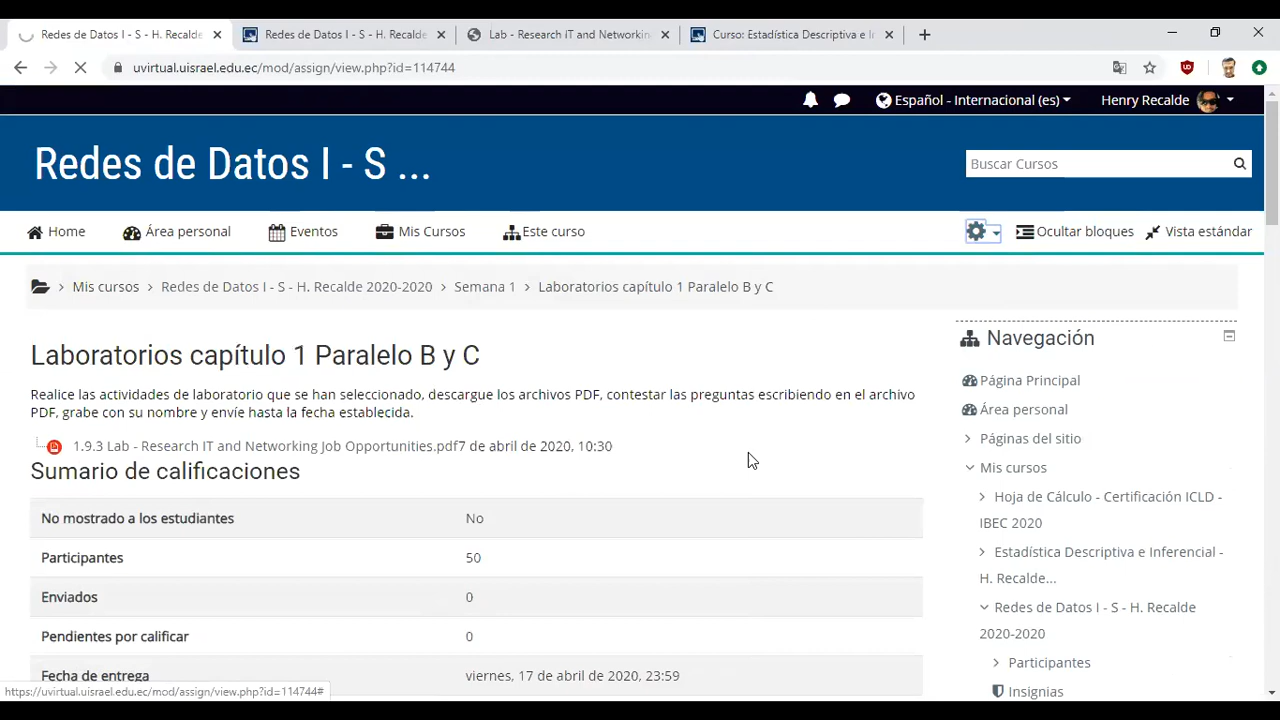 Redes de Datos I - S - H. Recalde
Redes de Datos I - S - H. Recalde
Lab - Research IT and Networkin
Curso: Estadística Descriptiva e I
uvirtual.uisrael.edu.ec/mod/assign/view.php?id=114744
Español - Internacional (es)
Henry Recalde
Redes de Datos I - S ...
Buscar Cursos
Home
Área personal
Eventos
Mis Cursos
Este curso
Ocultar bloques
Vista estándar
Mis cursos > Redes de Datos I - S - H. Recalde 2020-2020 > Semana 1 > Laboratorios capítulo 1 Paralelo B y C
Laboratorios capítulo 1 Paralelo B y C
Realice las actividades de laboratorio que se han seleccionado, descargue los archivos PDF, contestar las preguntas escribiendo en el archivo
PDF, grabe con su nombre y envíe hasta la fecha establecida.
1.9.3 Lab - Research IT and Networking Job Opportunities.pdf7 de abril de 2020, 10:30
Sumario de calificaciones
No mostrado a los estudiantes No
Participantes 50
Enviados 0
Pendientes por calificar 0
Fecha de entrega viernes, 17 de abril de 2020, 23:59
Navegación
Página Principal
Área personal
Páginas del sitio
Mis cursos
Hoja de Cálculo - Certificación ICLD -
IBEC 2020
Estadística Descriptiva e Inferencial -
H. Recalde...
Redes de Datos I - S - H. Recalde
2020-2020
Participantes
Insignias
https://uvirtual.uisrael.edu.ec/mod/assign/view.php?id=114744#